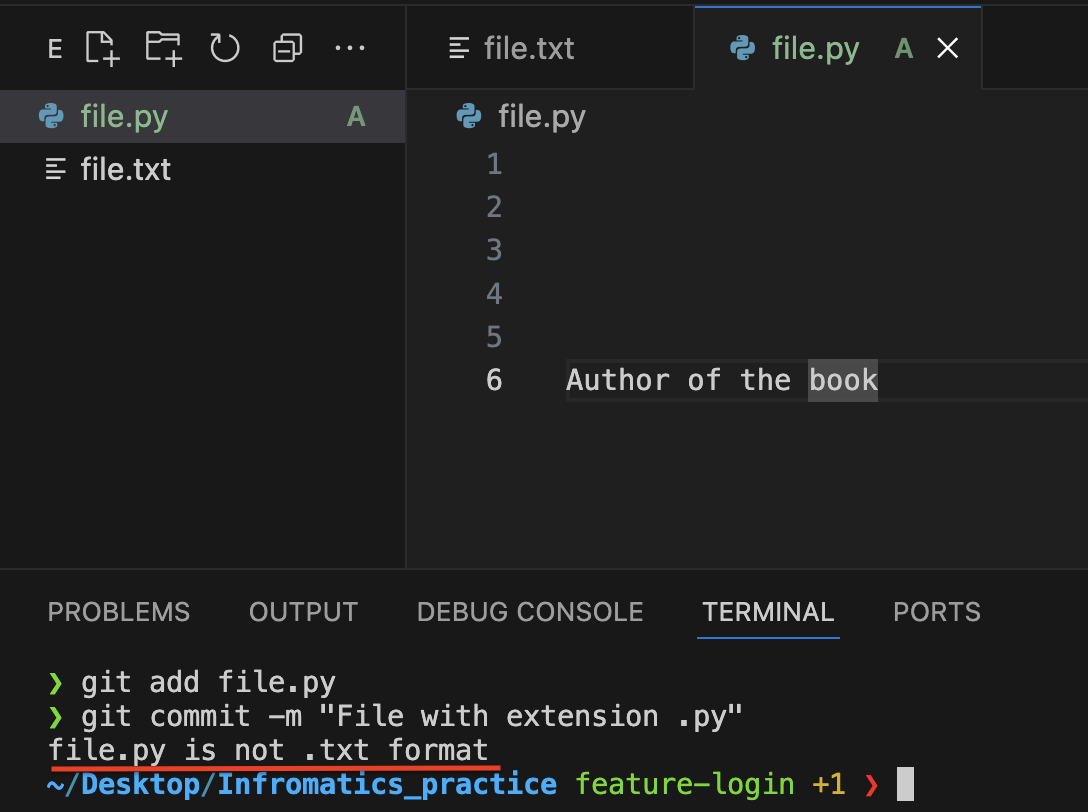 E ...
file.txt
file.py A
file.py A
file.txt
file.py
1
2
3
4
5
6 Author of the book
PROBLEMS OUTPUT DEBUG CONSOLE TERMINAL PORTS
❯ git add file.py
❯ git commit -m "File with extension .py"
file.py is not .txt format
~/Desktop/Infromatics_practice feature-login +1 ❯